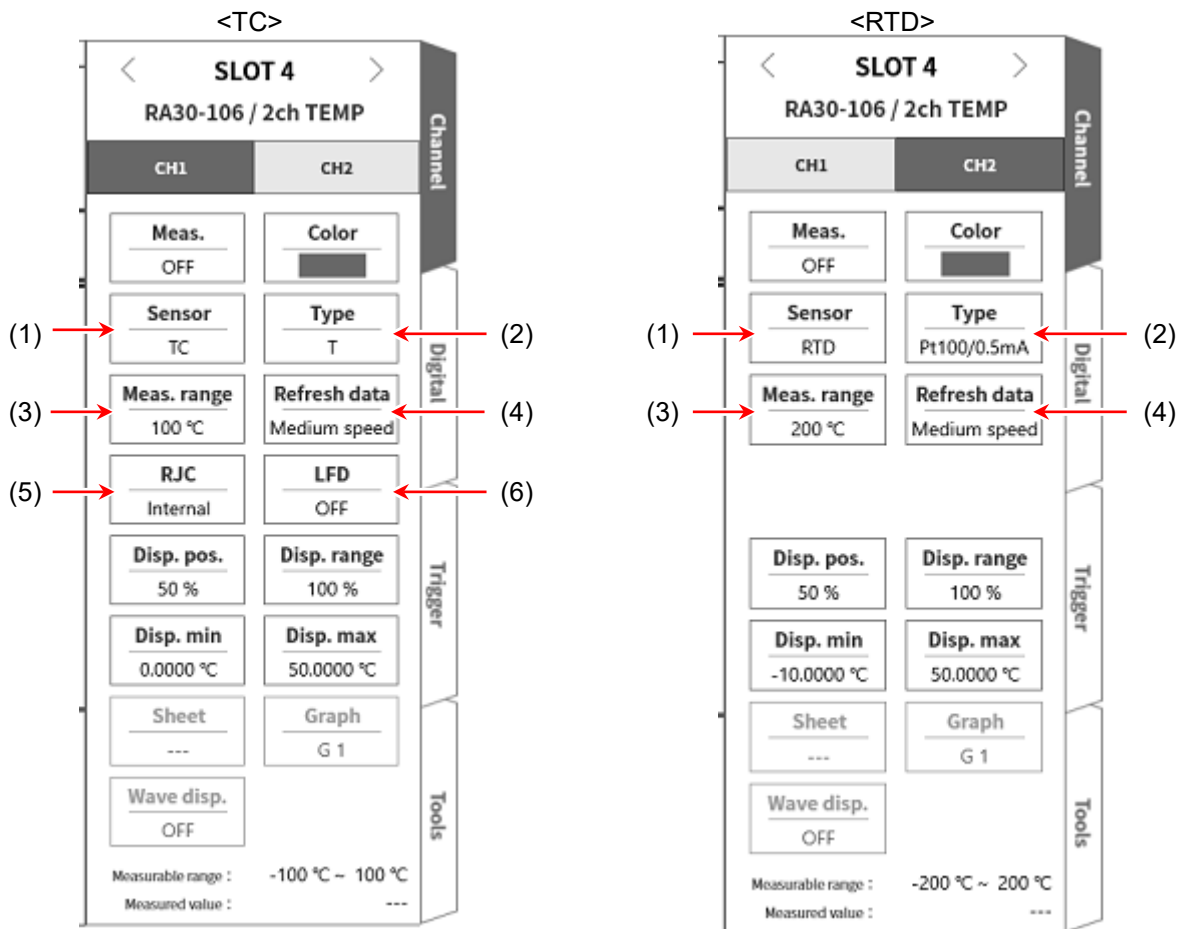 <TC>
< SLOT 4 >
RA30-106 / 2ch TEMP
CH1 CH2
Meas. Color
OFF
(1) Sensor Type (2)
TC T
(3) Meas. range Refresh data (4)
100 ℃ Medium speed
(5) RJC LFD (6)
Internal OFF
Disp. pos. Disp. range
50 % 100 %
Disp. min Disp. max
0.0000 ℃ 50.0000 ℃
Sheet Graph
--- G 1
Wave disp.
OFF
Measurable range : -100 ℃ ~ 100 ℃
Measured value : ---
Channel
Digital
Trigger
Tools
<RTD>
< SLOT 4 >
RA30-106 / 2ch TEMP
CH1 CH2
Meas. Color
OFF
(1) Sensor Type (2)
RTD Pt100/0.5mA
(3) Meas. range Refresh data (4)
200 ℃ Medium speed
Disp. pos. Disp. range
50 % 100 %
Disp. min Disp. max
-10.0000 ℃ 50.0000 ℃
Sheet Graph
--- G 1
Wave disp.
OFF
Measurable range : -200 ℃ ~ 200 ℃
Measured value : ---
Channel
Digital
Trigger
Tools